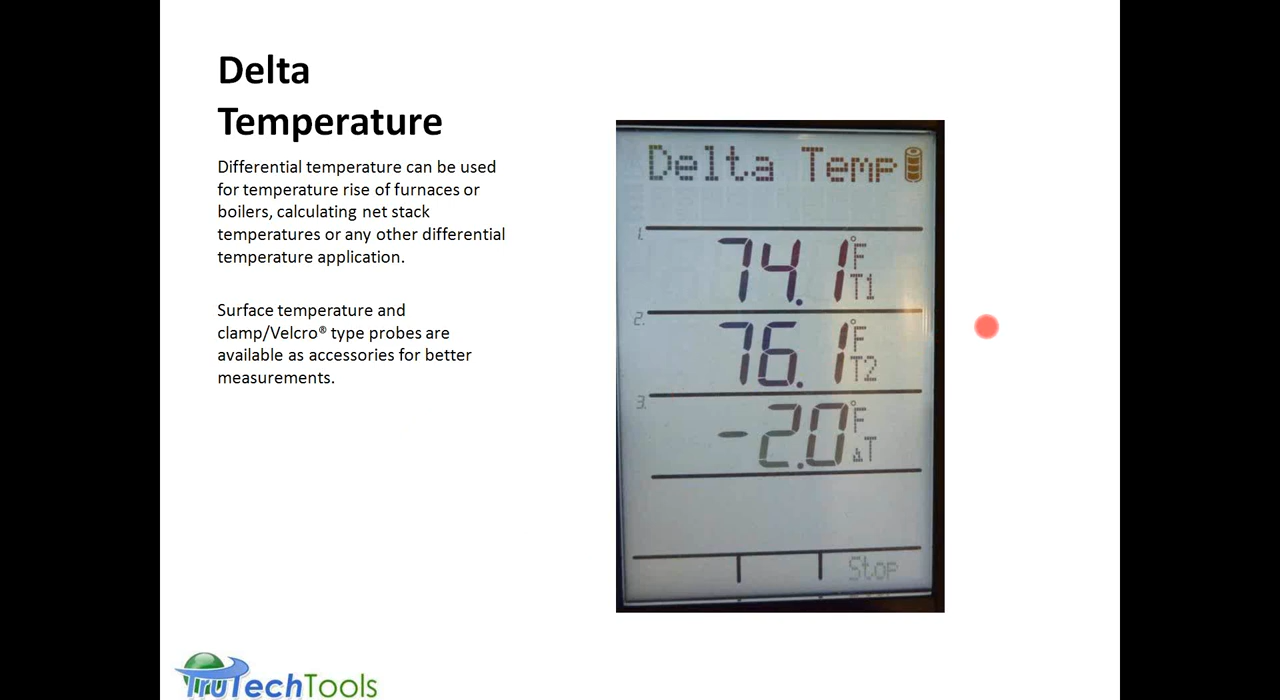 Delta
Temperature
Differential temperature can be used
for temperature rise of furnaces or
boilers, calculating net stack
temperatures or any other differential
temperature application.
Surface temperature and
clamp/Velcro® type probes are
available as accessories for better
measurements.
Delta Temp
1. 74.1 °F T1
2. 76.1 °F T2
3. -2.0 °F ΔT
Stop
TruTechTools